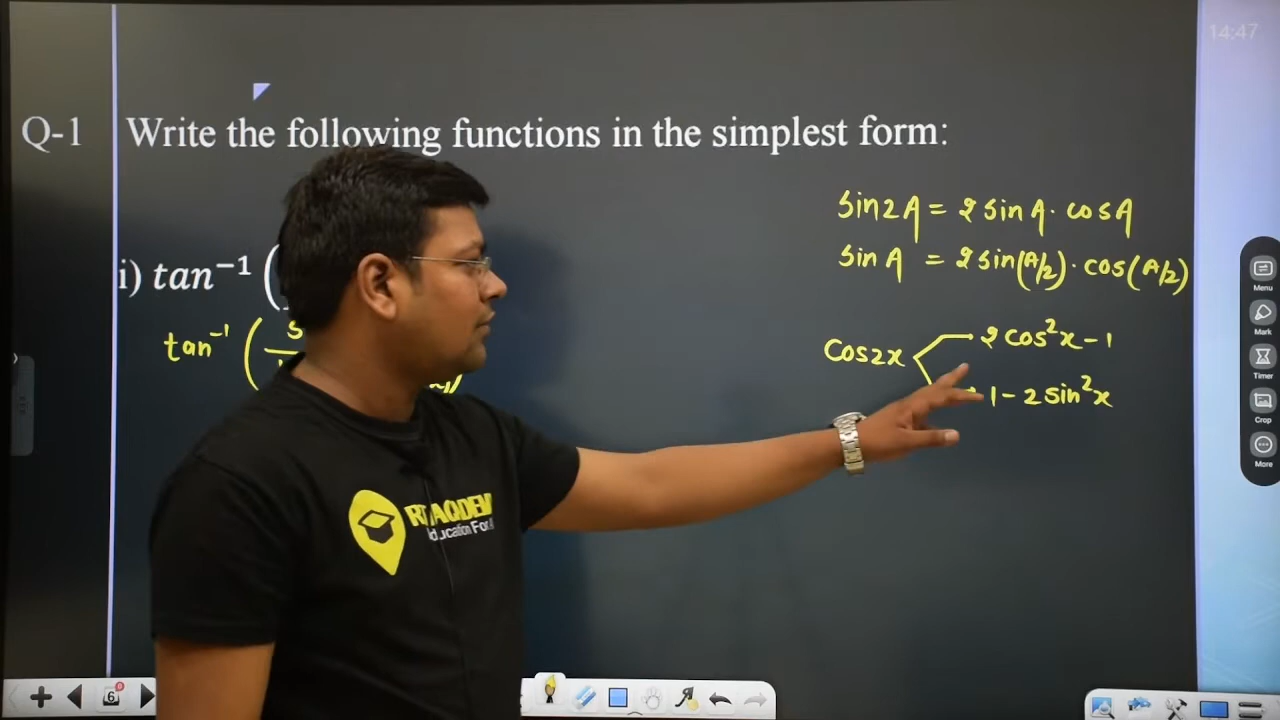 14:47
Q-1 Write the following functions in the simplest form:
sin2A = 2 sin A · cos A
sin A = 2 sin(A/2) · cos(A/2)
i) tan⁻¹ (
tan⁻¹ (
cos2x
2 cos²x - 1
1 - 2 sin²x
Menu
Mark
Timer
Crop
More
6